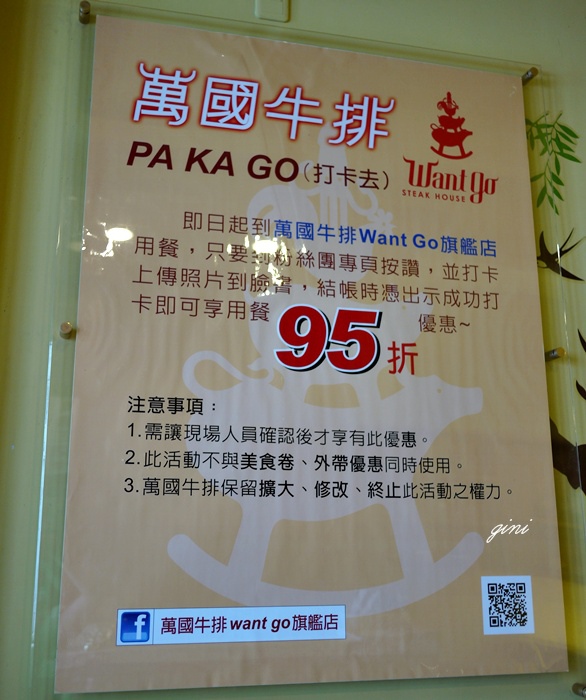 萬國牛排
PA KA GO(打卡去)
Want go
STEAK HOUSE
即日起到萬國牛排Want Go旗艦店
用餐，只要到粉絲團專頁按讚，並打卡
上傳照片到臉書，結帳時憑出示成功打
卡即可享用餐95折優惠~
注意事項：
1.需讓現場人員確認後才享有此優惠。
2.此活動不與美食卷、外帶優惠同時使用。
3.萬國牛排保留擴大、修改、終止此活動之權力。
gini
f 萬國牛排want go旗艦店